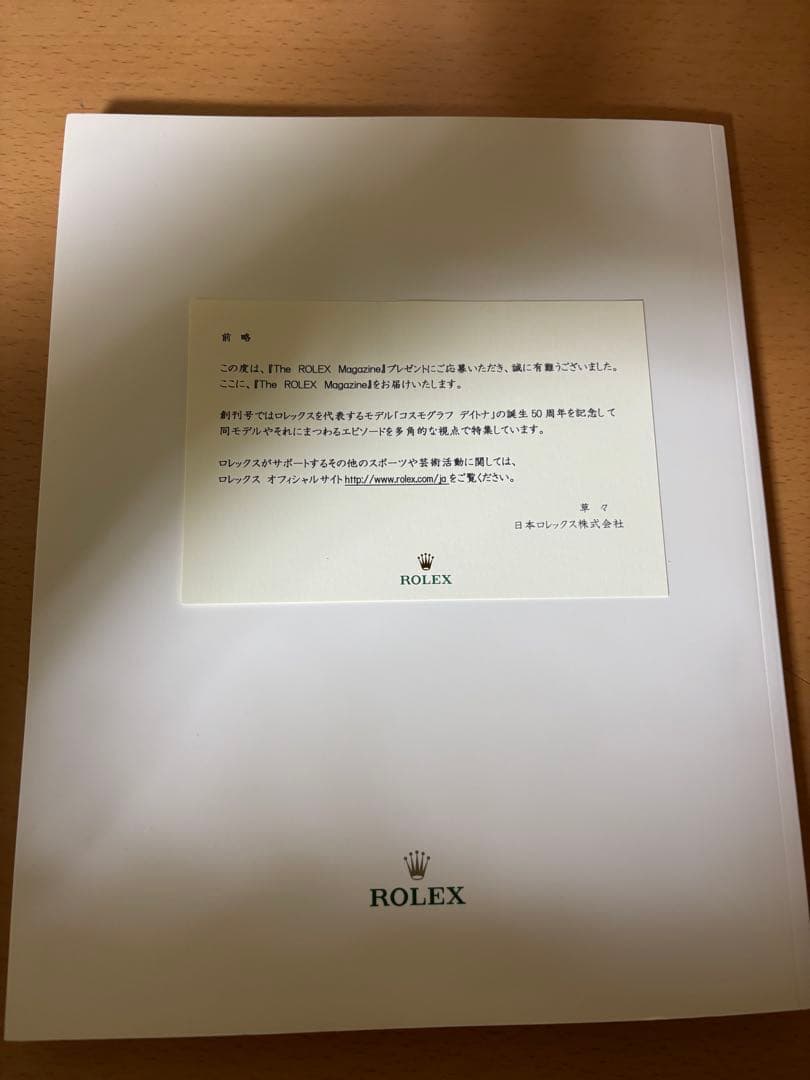 前 略
この度は、『The ROLEX Magazine』プレゼントにご応募いただき、誠に有難うございました。
ここに、『The ROLEX Magazine』をお届けいたします。
創刊号ではロレックスを代表するモデル「コスモグラフ デイトナ」の誕生 50 周年を記念して
同モデルやそれにまつわるエピソードを多角的な視点で特集しています。
ロレックスがサポートするその他のスポーツや芸術活動に関しては、
ロレックス オフィシャルサイト http://www.rolex.com/ja をご覧ください。
草 々
日本ロレックス株式会社
ROLEX
ROLEX